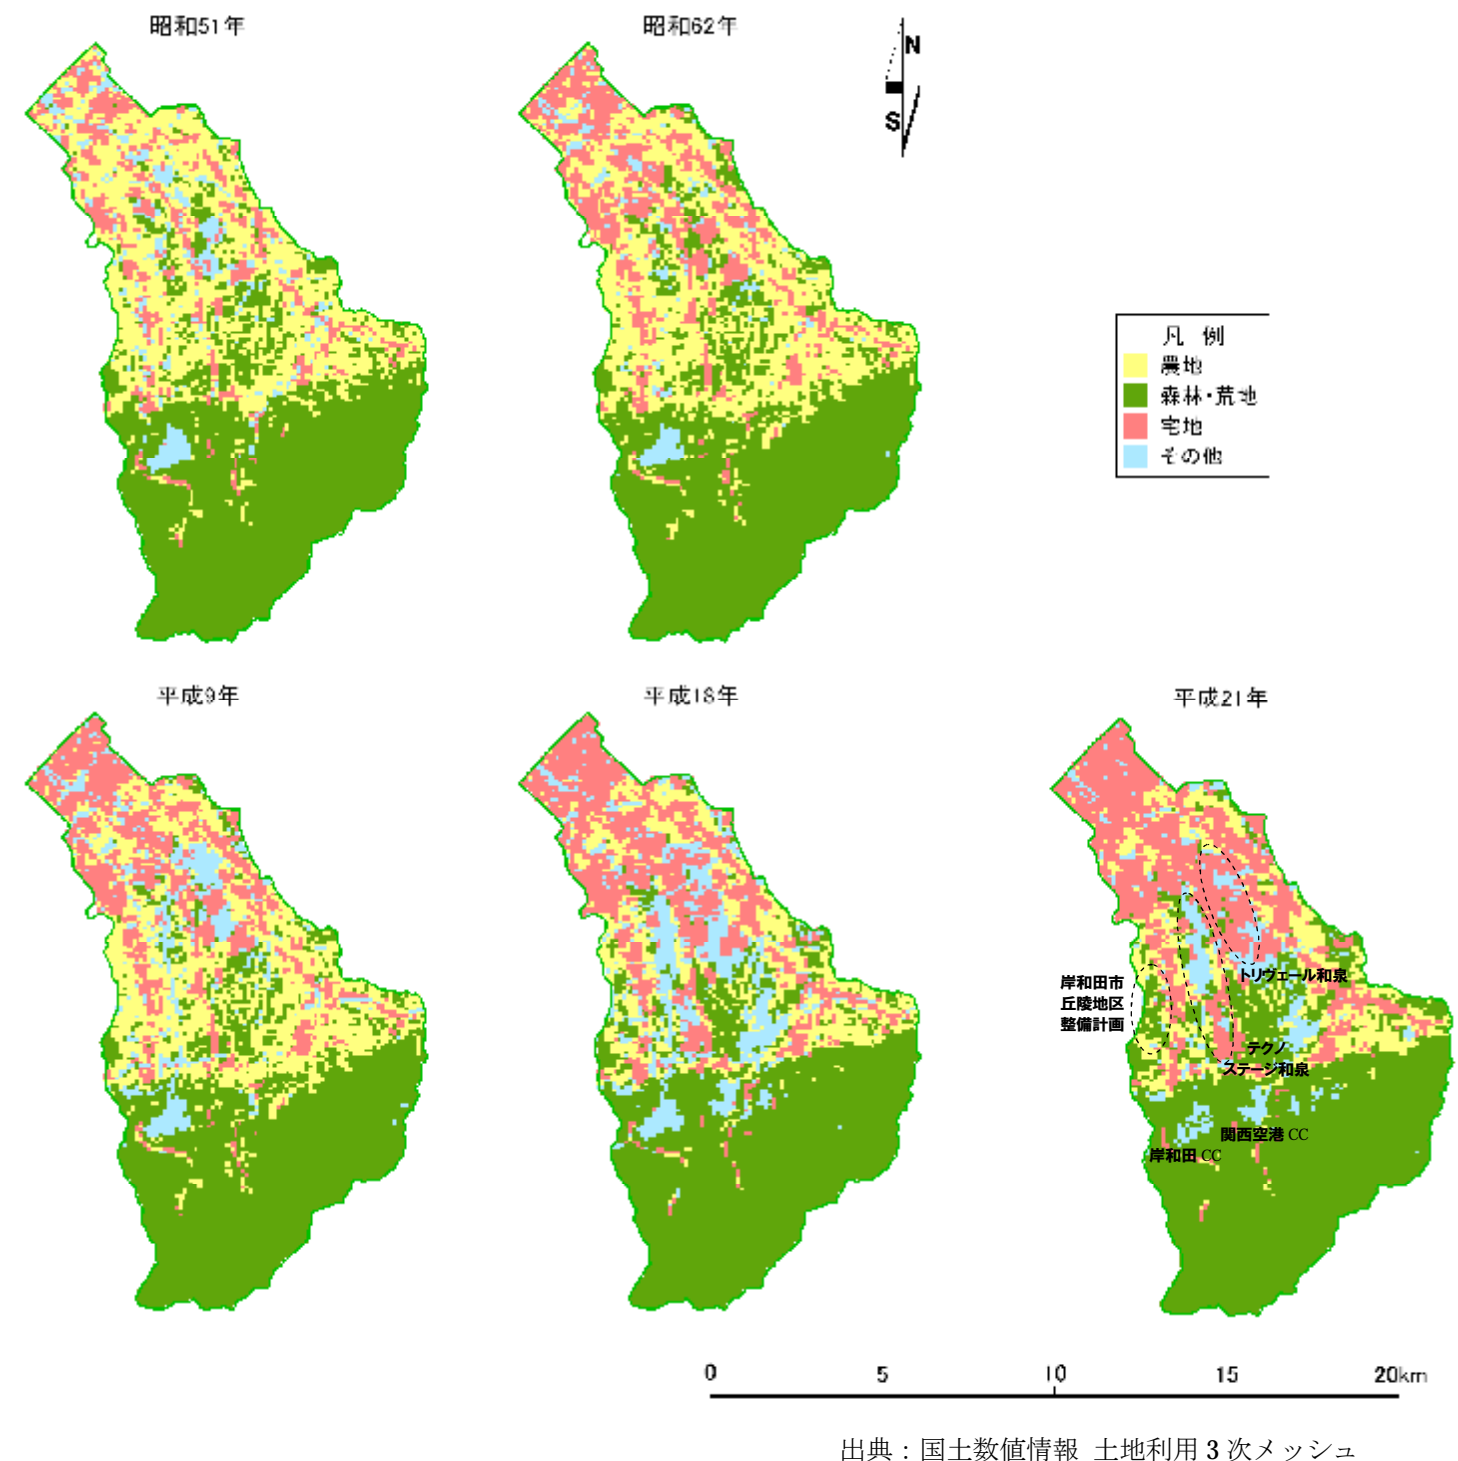 昭和51年
昭和62年
N
S
凡 例
農地
森林・荒地
宅地
その他
平成9年
平成18年
平成21年
岸和田市
丘陵地区
整備計画
トリヴェール和泉
テクノ
ステージ和泉
関西空港 CC
岸和田 CC
0 5 10 15 20km
出典：国土数値情報 土地利用 3 次メッシュ